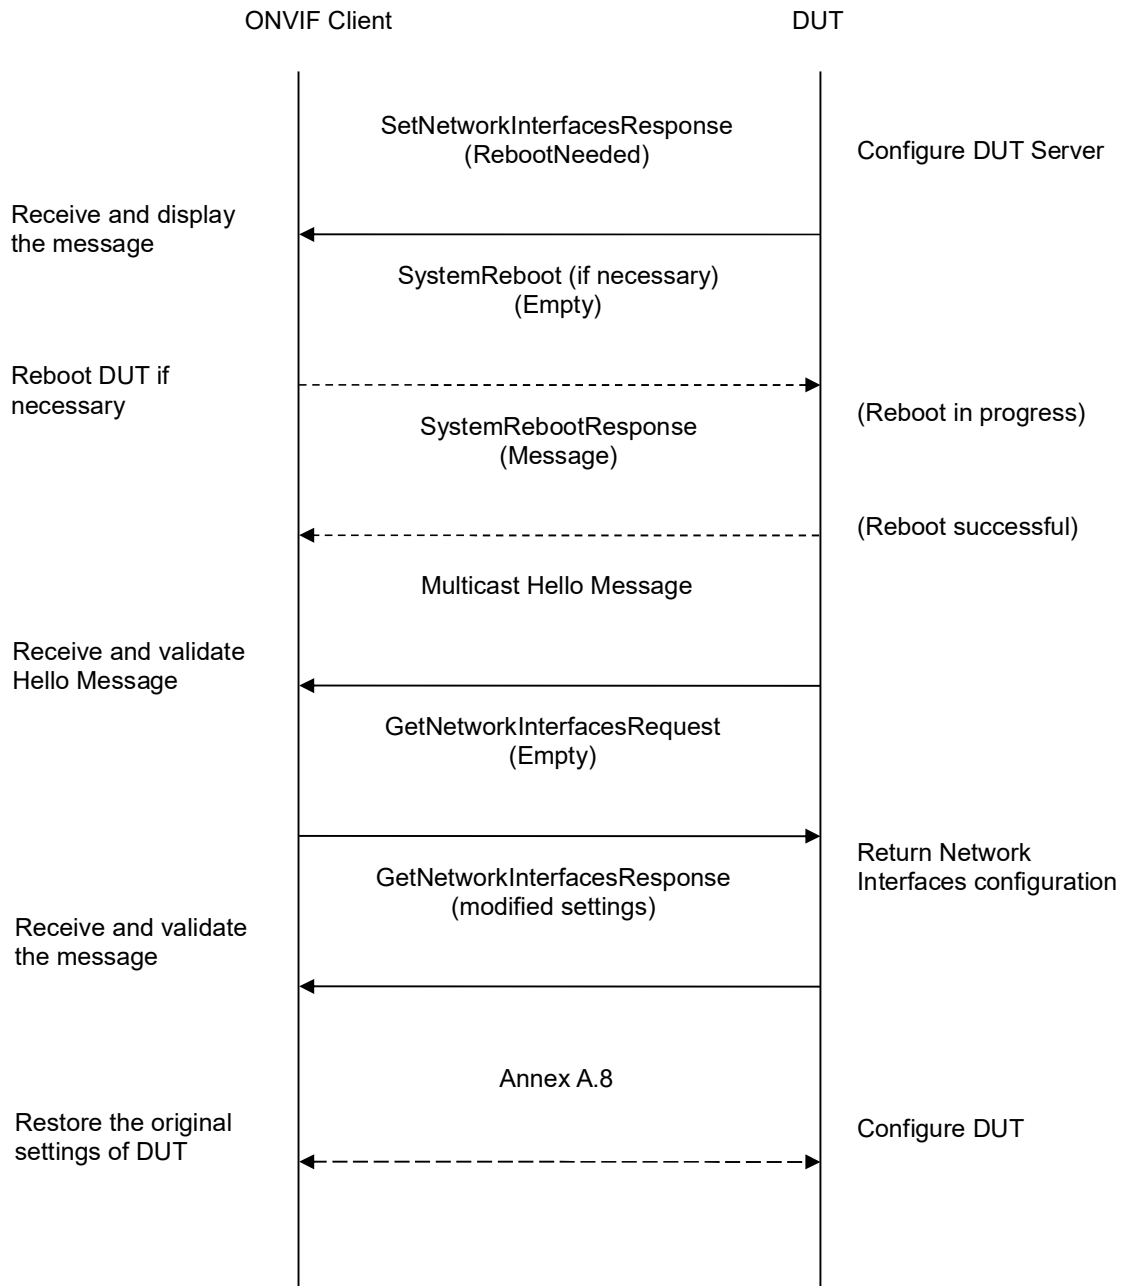 ONVIF Client
DUT
SetNetworkInterfacesResponse
(RebootNeeded)
Configure DUT Server
Receive and display
the message
SystemReboot (if necessary)
(Empty)
Reboot DUT if
necessary
(Reboot in progress)
SystemRebootResponse
(Message)
(Reboot successful)
Multicast Hello Message
Receive and validate
Hello Message
GetNetworkInterfacesRequest
(Empty)
Return Network
Interfaces configuration
GetNetworkInterfacesResponse
(modified settings)
Receive and validate
the message
Annex A.8
Restore the original
settings of DUT
Configure DUT